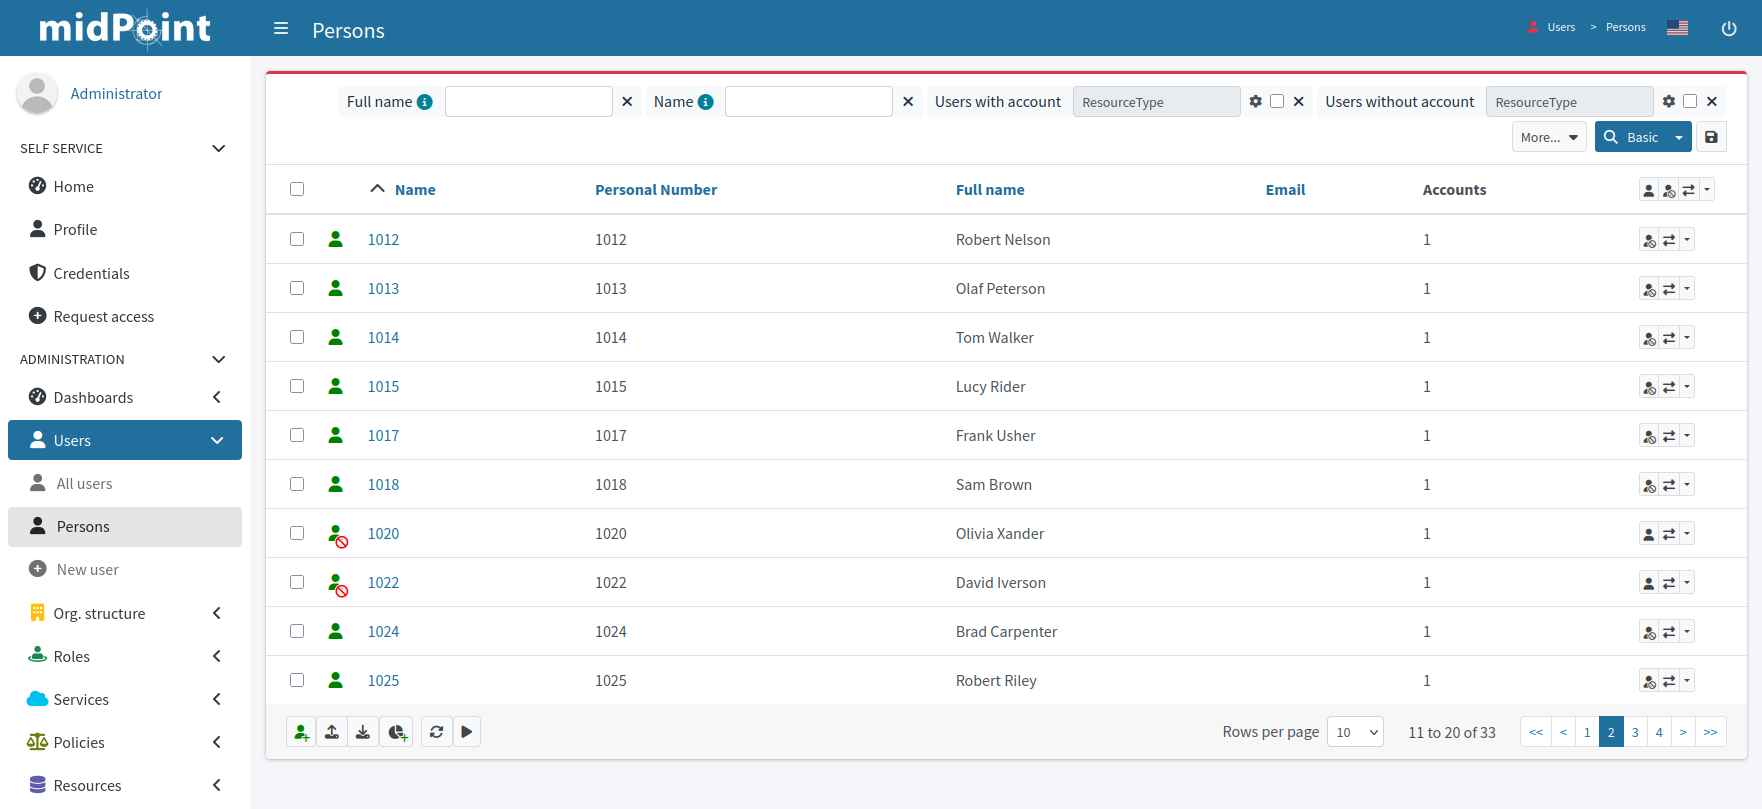 midPoint
Persons
Users > Persons
Administrator
SELF SERVICE
Home
Profile
Credentials
Request access
ADMINISTRATION
Dashboards
Users
All users
Persons
New user
Org. structure
Roles
Services
Policies
Resources
Full name Name Users with account ResourceType Users without account ResourceType
More... Basic
Name Personal Number Full name Email Accounts
1012 1012 Robert Nelson 1
1013 1013 Olaf Peterson 1
1014 1014 Tom Walker 1
1015 1015 Lucy Rider 1
1017 1017 Frank Usher 1
1018 1018 Sam Brown 1
1020 1020 Olivia Xander 1
1022 1022 David Iverson 1
1024 1024 Brad Carpenter 1
1025 1025 Robert Riley 1
Rows per page 10 11 to 20 of 33 << < 1 2 3 4 > >>